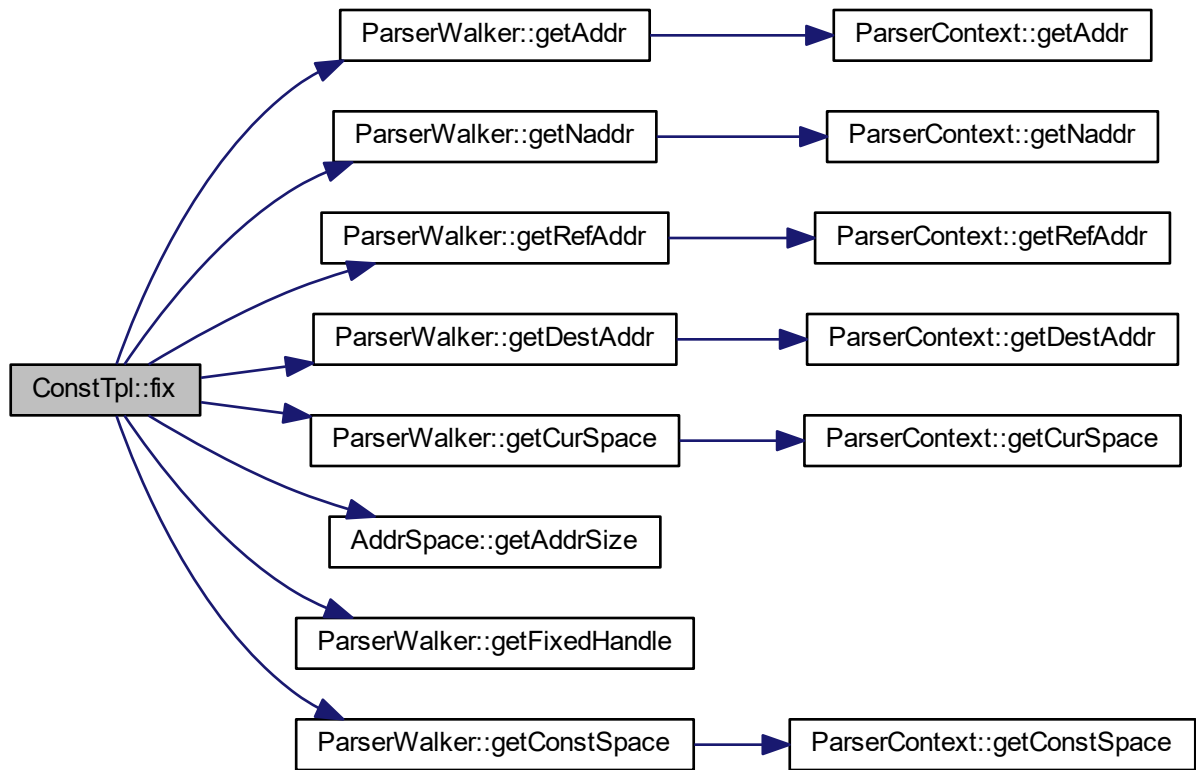 ParserWalker::getAddr
ParserContext::getAddr
ParserWalker::getNaddr
ParserContext::getNaddr
ParserWalker::getRefAddr
ParserContext::getRefAddr
ParserWalker::getDestAddr
ParserContext::getDestAddr
ConstTpl::fix
ParserWalker::getCurSpace
ParserContext::getCurSpace
AddrSpace::getAddrSize
ParserWalker::getFixedHandle
ParserWalker::getConstSpace
ParserContext::getConstSpace